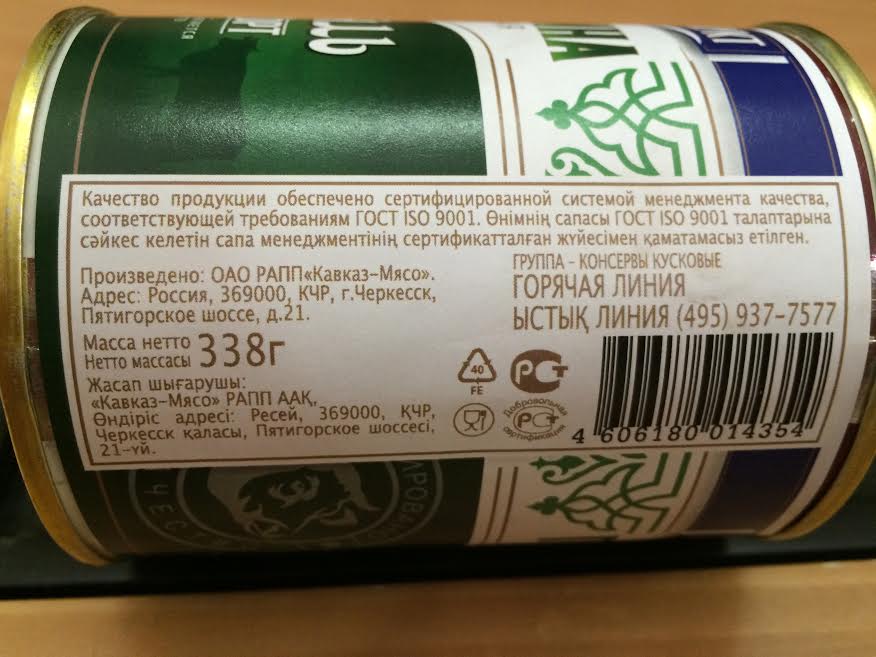 Качество продукции обеспечено сертифицированной системой менеджмента качества,
соответствующей требованиям ГОСТ ISO 9001. Өнімнің сапасы ГОСТ ISO 9001 талаптарына
сәйкес келетін сапа менеджментінің сертификатталған жүйесімен қаматамасыз етілген.
Произведено: ОАО РАПП«Кавказ-Мясо».
Адрес: Россия, 369000, КЧР, г.Черкесск,
Пятигорское шоссе, д.21.
Масса нетто
Нетто массасы 338г
Жасап шығарушы:
«Кавказ-Мясо» РАПП ААҚ,
Өндіріс адресі: Ресей, 369000, ҚЧР,
Черкесск қаласы, Пятигорское шоссесі,
21-үй.
ГРУППА - КОНСЕРВЫ КУСКОВЫЕ
ГОРЯЧАЯ ЛИНИЯ
ЫСТЫҚ ЛИНИЯ (495) 937-7577
40
FE
РСТ
Добровольная
РСТ
сертификация
4 606180 014354